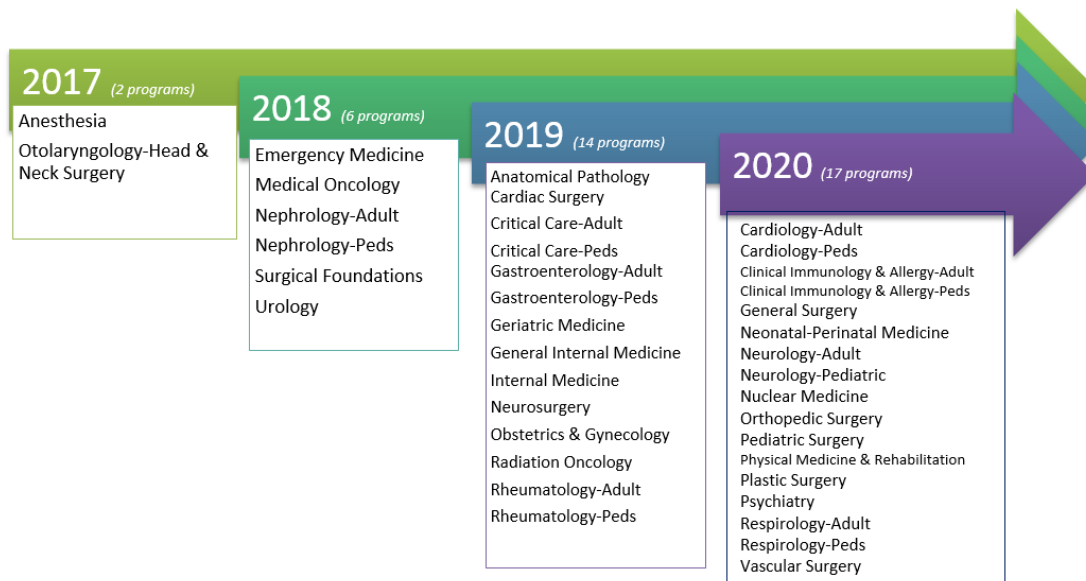 2017 (2 programs)
Anesthesia
Otolaryngology-Head &
Neck Surgery
2018 (6 programs)
Emergency Medicine
Medical Oncology
Nephrology-Adult
Nephrology-Peds
Surgical Foundations
Urology
2019 (14 programs)
Anatomical Pathology
Cardiac Surgery
Critical Care-Adult
Critical Care-Peds
Gastroenterology-Adult
Gastroenterology-Peds
Geriatric Medicine
General Internal Medicine
Internal Medicine
Neurosurgery
Obstetrics & Gynecology
Radiation Oncology
Rheumatology-Adult
Rheumatology-Peds
2020 (17 programs)
Cardiology-Adult
Cardiology-Peds
Clinical Immunology & Allergy-Adult
Clinical Immunology & Allergy-Peds
General Surgery
Neonatal-Perinatal Medicine
Neurology-Adult
Neurology-Pediatric
Nuclear Medicine
Orthopedic Surgery
Pediatric Surgery
Physical Medicine & Rehabilitation
Plastic Surgery
Psychiatry
Respirology-Adult
Respirology-Peds
Vascular Surgery